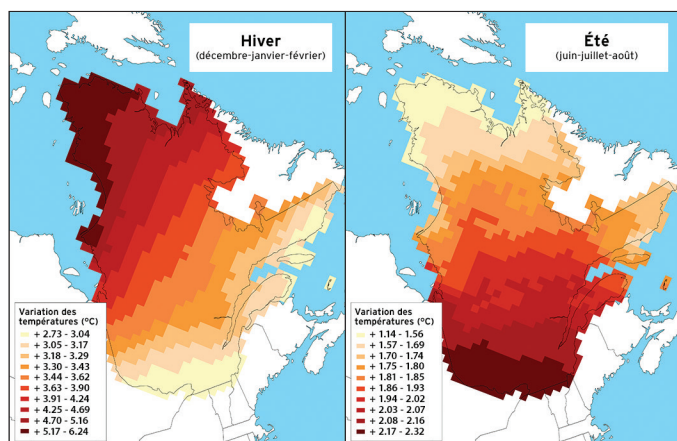 Hiver
(décembre-janvier-février)
Variation des
températures (°C)
+ 2.73 - 3.04
+ 3.05 - 3.17
+ 3.18 - 3.29
+ 3.30 - 3.43
+ 3.44 - 3.62
+ 3.63 - 3.90
+ 3.91 - 4.24
+ 4.25 - 4.69
+ 4.70 - 5.16
+ 5.17 - 6.24
Été
(juin-juillet-août)
Variation des
températures (°C)
+ 1.14 - 1.56
+ 1.57 - 1.69
+ 1.70 - 1.74
+ 1.75 - 1.80
+ 1.81 - 1.85
+ 1.86 - 1.93
+ 1.94 - 2.02
+ 2.03 - 2.07
+ 2.08 - 2.16
+ 2.17 - 2.32